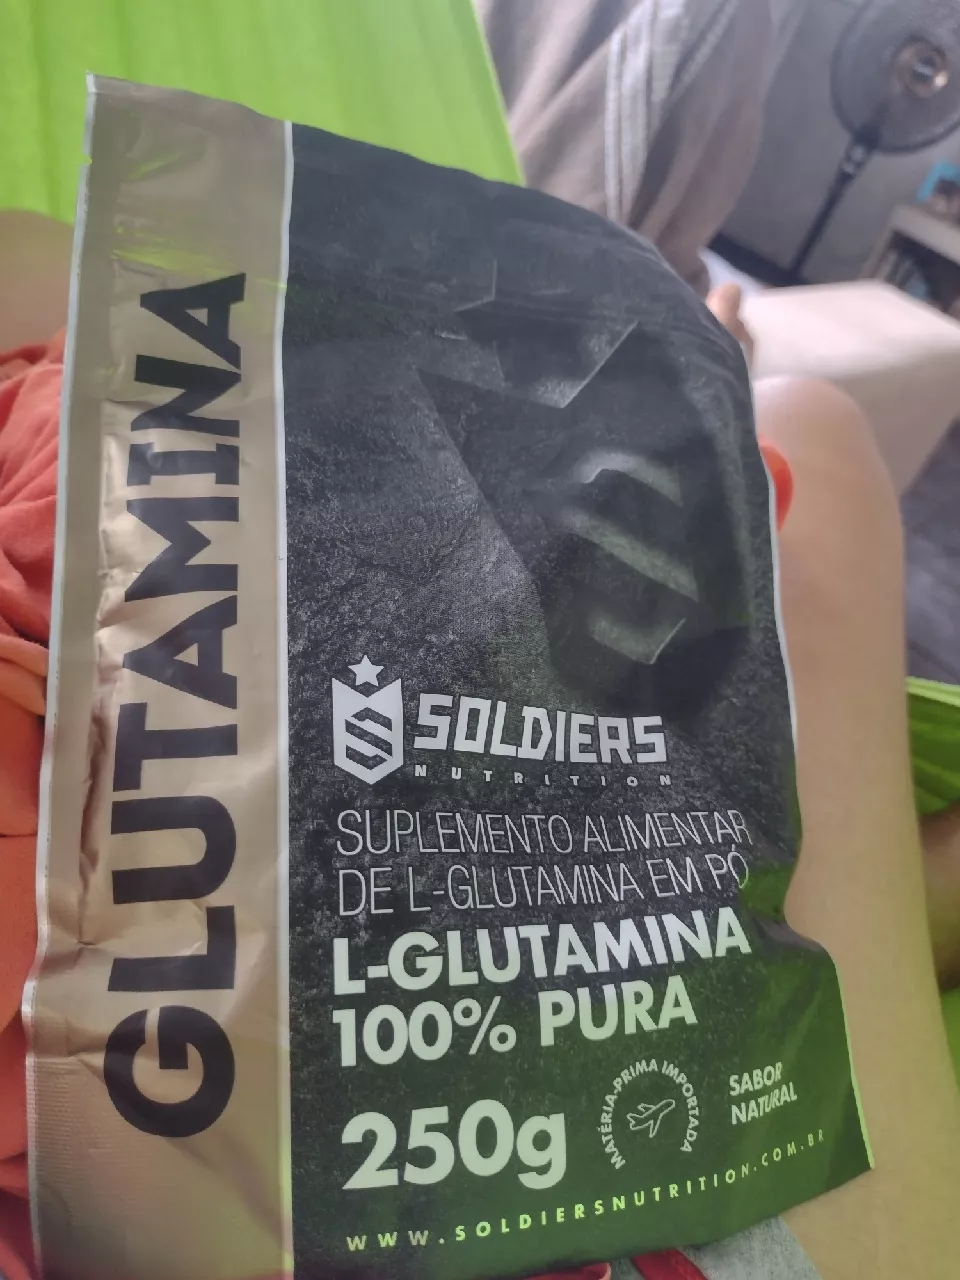 GLUTAMINA
SOLDIERS
NUTRITION
SUPLEMENTO ALIMENTAR
DE L-GLUTAMINA EM PÓ
L-GLUTAMINA
100% PURA
250g
MATÉRIA-PRIMA IMPORTADA
SABOR
NATURAL
WWW.SOLDIERSNUTRITION.COM.BR